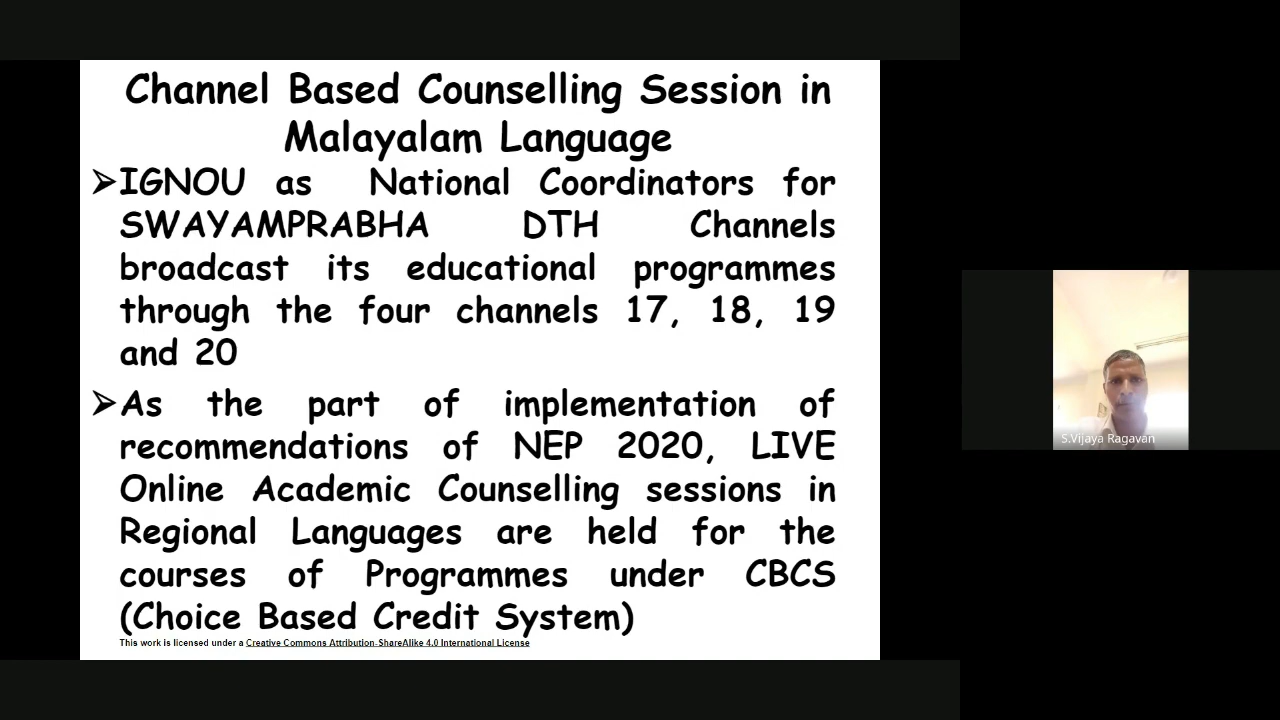 Channel Based Counselling Session in
Malayalam Language
➢IGNOU as National Coordinators for
SWAYAMPRABHA DTH Channels
broadcast its educational programmes
through the four channels 17, 18, 19
and 20
➢As the part of implementation of
recommendations of NEP 2020, LIVE
Online Academic Counselling sessions in
Regional Languages are held for the
courses of Programmes under CBCS
(Choice Based Credit System)
This work is licensed under a Creative Commons Attribution-ShareAlike 4.0 International License
S.Vijaya Ragavan